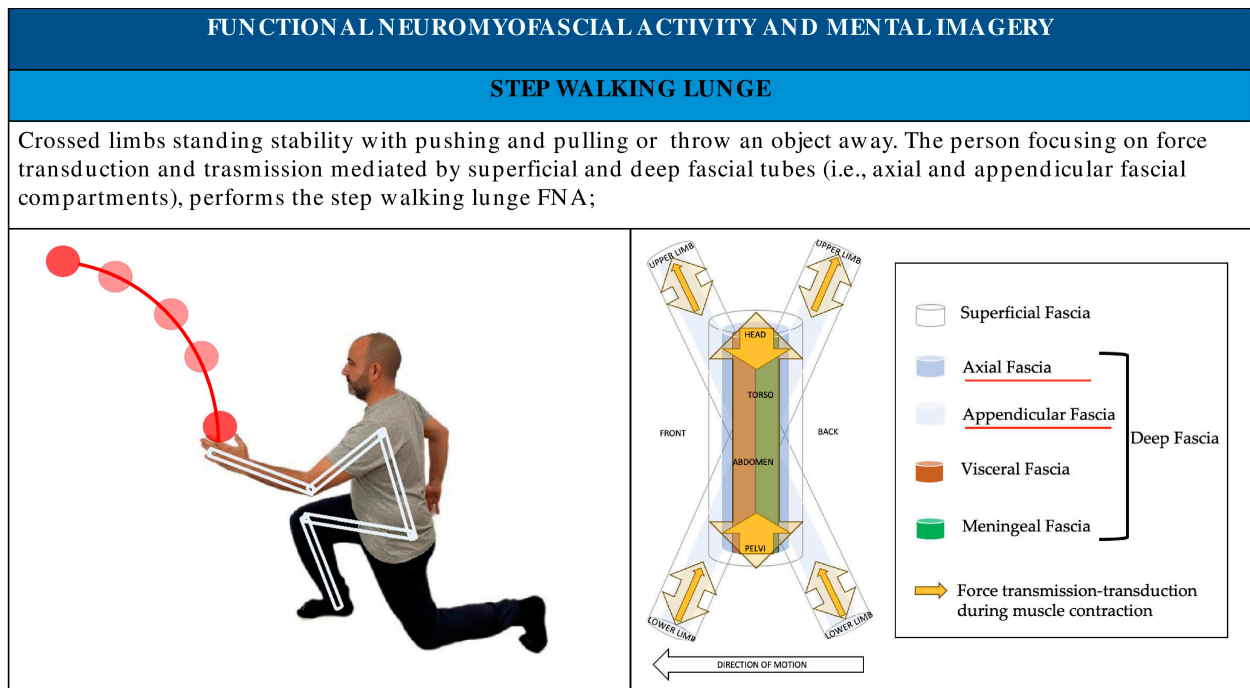 FUNCTIONAL NEUROMYOFASCIAL ACTIVITY AND MENTAL IMAGERY
STEP WALKING LUNGE
Crossed limbs standing stability with pushing and pulling or throw an object away. The person focusing on force
transduction and trasmission mediated by superficial and deep fascial tubes (i.e., axial and appendicular fascial
compartments), performs the step walking lunge FNA;
UPPER LIMB
UPPER LIMB
HEAD
TORSO
FRONT
BACK
ABDOMEN
PELVI
LOWER LIMB
LOWER LIMB
DIRECTION OF MOTION
Superficial Fascia
Axial Fascia
Appendicular Fascia
Deep Fascia
Visceral Fascia
Meningeal Fascia
Force transmission-transduction
during muscle contraction